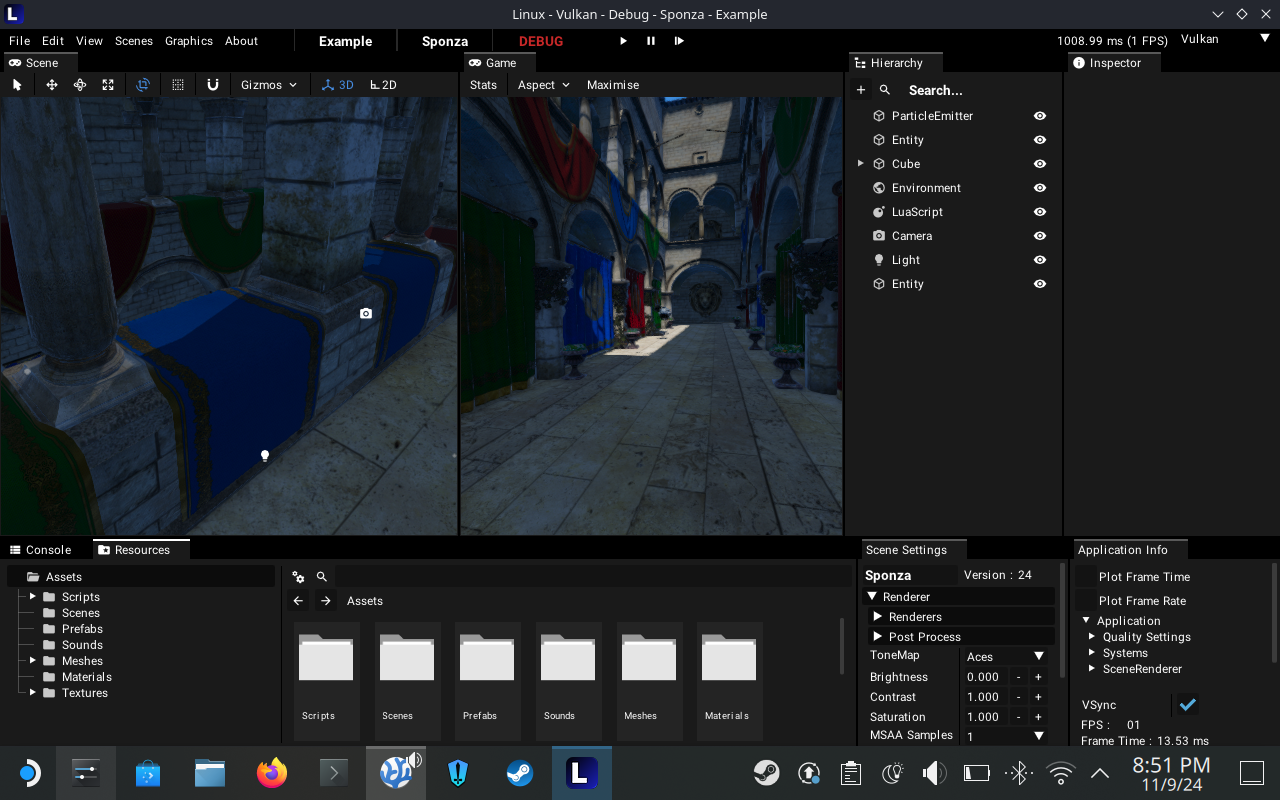 Linux - Vulkan - Debug - Sponza - Example
File Edit View Scenes Graphics About Example Sponza DEBUG 1008.99 ms (1 FPS) Vulkan
Scene
Gizmos 3D 2D
Game
Stats Aspect Maximise
Hierarchy
Search...
ParticleEmitter
Entity
Cube
Environment
LuaScript
Camera
Light
Entity
Inspector
Console Resources
Assets
Scripts
Scenes
Prefabs
Sounds
Meshes
Materials
Textures
Assets
Scripts Scenes Prefabs Sounds Meshes Materials
Scene Settings
Sponza Version : 24
Renderer
Renderers
Post Process
ToneMap Aces
Brightness 0.000 - +
Contrast 1.000 - +
Saturation 1.000 - +
MSAA Samples 1
Application Info
Plot Frame Time
Plot Frame Rate
Application
Quality Settings
Systems
SceneRenderer
VSync
FPS : 01
Frame Time : 13.53 ms
8:51 PM
11/9/24